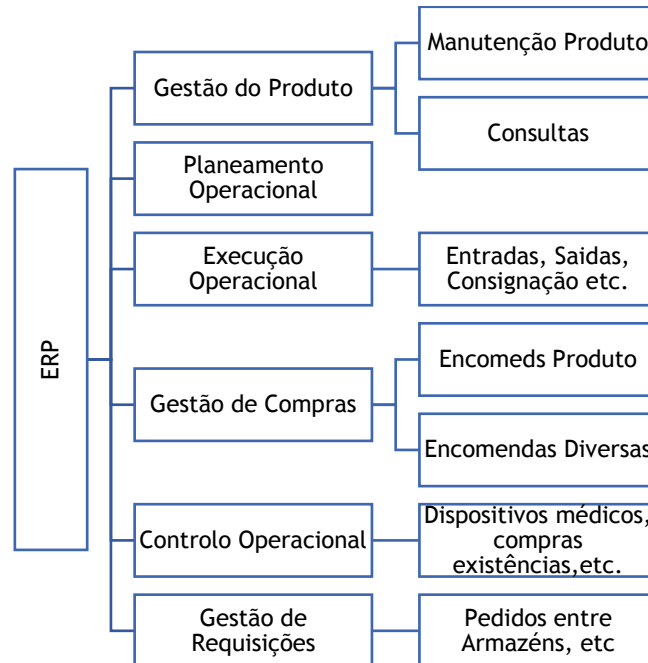 ERP
Gestão do Produto
Manutenção Produto
Consultas
Planeamento
Operacional
Execução
Operacional
Entradas, Saidas,
Consignação etc.
Gestão de Compras
Encomeds Produto
Encomendas Diversas
Controlo Operacional
Dispositivos médicos,
compras
existências,etc.
Gestão de
Requisições
Pedidos entre
Armazéns, etc